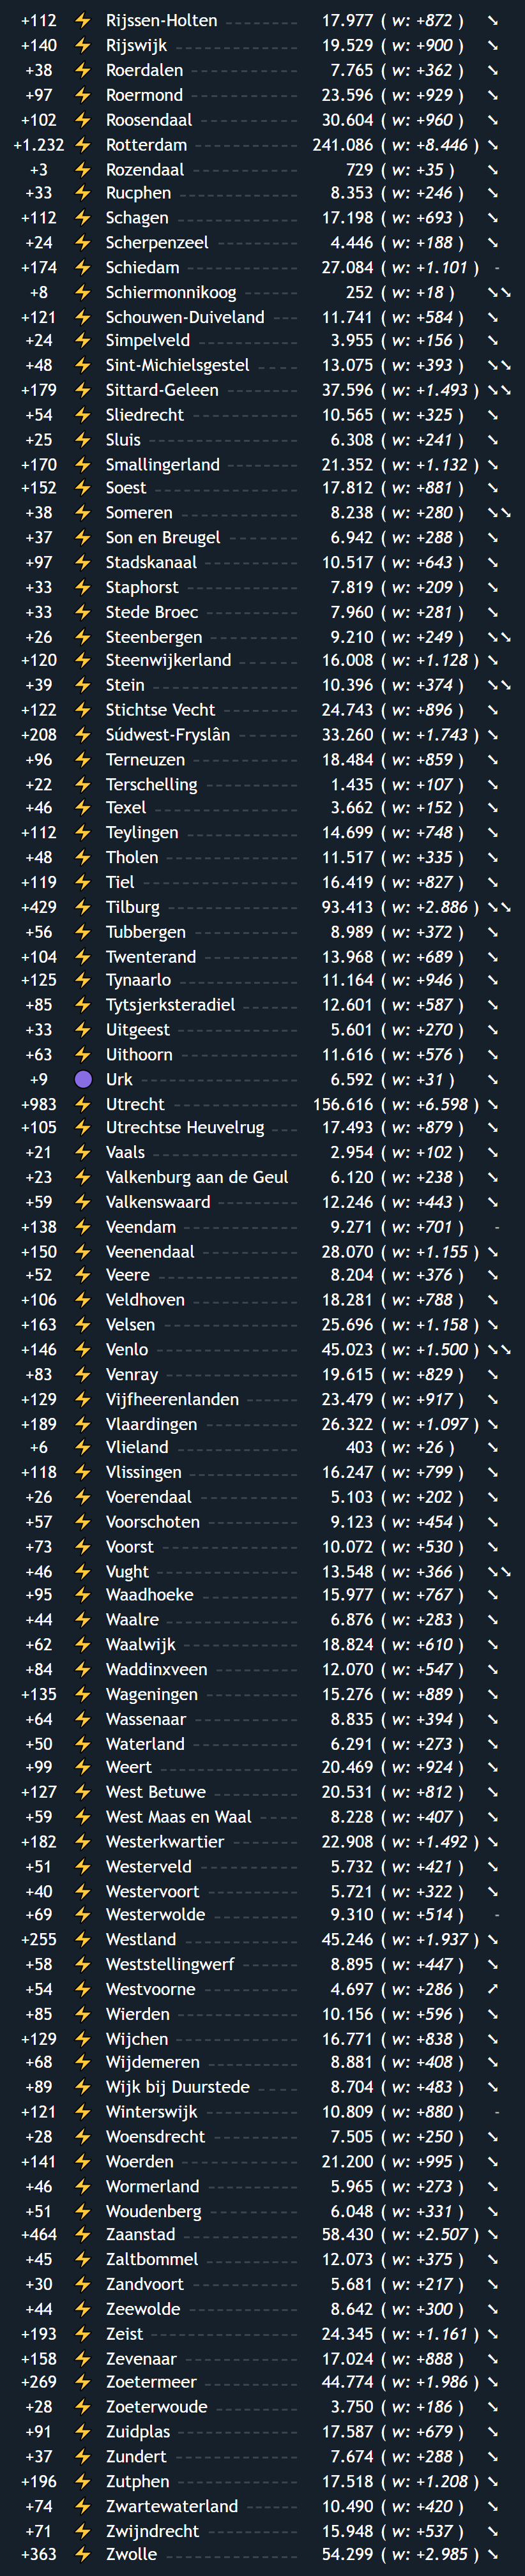 +112 ⚡ Rijssen-Holten 17.977 ( w: +872 ) ↘
+140 ⚡ Rijswijk 19.529 ( w: +900 ) ↘
+38 ⚡ Roerdalen 7.765 ( w: +362 ) ↘
+97 ⚡ Roermond 23.596 ( w: +929 ) ↘
+102 ⚡ Roosendaal 30.604 ( w: +960 ) ↘
+1.232 ⚡ Rotterdam 241.086 ( w: +8.446 ) ↘
+3 ⚡ Rozendaal 729 ( w: +35 ) ↘
+33 ⚡ Rucphen 8.353 ( w: +246 ) ↘
+112 ⚡ Schagen 17.198 ( w: +693 ) ↘
+24 ⚡ Scherpenzeel 4.446 ( w: +188 ) ↘
+174 ⚡ Schiedam 27.084 ( w: +1.101 ) -
+8 ⚡ Schiermonnikoog 252 ( w: +18 ) ↘↘
+121 ⚡ Schouwen-Duiveland 11.741 ( w: +584 ) ↘
+24 ⚡ Simpelveld 3.955 ( w: +156 ) ↘
+48 ⚡ Sint-Michielsgestel 13.075 ( w: +393 ) ↘↘
+179 ⚡ Sittard-Geleen 37.596 ( w: +1.493 ) ↘↘
+54 ⚡ Sliedrecht 10.565 ( w: +325 ) ↘
+25 ⚡ Sluis 6.308 ( w: +241 ) ↘
+170 ⚡ Smallingerland 21.352 ( w: +1.132 ) ↘
+152 ⚡ Soest 17.812 ( w: +881 ) ↘
+38 ⚡ Someren 8.238 ( w: +280 ) ↘↘
+37 ⚡ Son en Breugel 6.942 ( w: +288 ) ↘
+97 ⚡ Stadskanaal 10.517 ( w: +643 ) ↘
+33 ⚡ Staphorst 7.819 ( w: +209 ) ↘
+33 ⚡ Stede Broec 7.960 ( w: +281 ) ↘
+26 ⚡ Steenbergen 9.210 ( w: +249 ) ↘↘
+120 ⚡ Steenwijkerland 16.008 ( w: +1.128 ) ↘
+39 ⚡ Stein 10.396 ( w: +374 ) ↘↘
+122 ⚡ Stichtse Vecht 24.743 ( w: +896 ) ↘
+208 ⚡ Súdwest-Fryslân 33.260 ( w: +1.743 ) ↘
+96 ⚡ Terneuzen 18.484 ( w: +859 ) ↘
+22 ⚡ Terschelling 1.435 ( w: +107 ) ↘
+46 ⚡ Texel 3.662 ( w: +152 ) ↘
+112 ⚡ Teylingen 14.699 ( w: +748 ) ↘
+48 ⚡ Tholen 11.517 ( w: +335 ) ↘
+119 ⚡ Tiel 16.419 ( w: +827 ) ↘
+429 ⚡ Tilburg 93.413 ( w: +2.886 ) ↘↘
+56 ⚡ Tubbergen 8.989 ( w: +372 ) ↘
+104 ⚡ Twenterand 13.968 ( w: +689 ) ↘
+125 ⚡ Tynaarlo 11.164 ( w: +946 ) ↘
+85 ⚡ Tytsjerksteradiel 12.601 ( w: +587 ) ↘
+33 ⚡ Uitgeest 5.601 ( w: +270 ) ↘
+63 ⚡ Uithoorn 11.616 ( w: +576 ) ↘
+9 🟣 Urk 6.592 ( w: +31 ) ↘
+983 ⚡ Utrecht 156.616 ( w: +6.598 ) ↘
+105 ⚡ Utrechtse Heuvelrug 17.493 ( w: +879 ) ↘
+21 ⚡ Vaals 2.954 ( w: +102 ) ↘
+23 ⚡ Valkenburg aan de Geul 6.120 ( w: +238 ) ↘
+59 ⚡ Valkenswaard 12.246 ( w: +443 ) ↘
+138 ⚡ Veendam 9.271 ( w: +701 ) -
+150 ⚡ Veenendaal 28.070 ( w: +1.155 ) ↘
+52 ⚡ Veere 8.204 ( w: +376 ) ↘
+106 ⚡ Veldhoven 18.281 ( w: +788 ) ↘
+163 ⚡ Velsen 25.696 ( w: +1.158 ) ↘
+146 ⚡ Venlo 45.023 ( w: +1.500 ) ↘↘
+83 ⚡ Venray 19.615 ( w: +829 ) ↘
+129 ⚡ Vijfheerenlanden 23.479 ( w: +917 ) ↘
+189 ⚡ Vlaardingen 26.322 ( w: +1.097 ) ↘
+6 ⚡ Vlieland 403 ( w: +26 ) ↘
+118 ⚡ Vlissingen 16.247 ( w: +799 ) ↘
+26 ⚡ Voerendaal 5.103 ( w: +202 ) ↘
+57 ⚡ Voorschoten 9.123 ( w: +454 ) ↘
+73 ⚡ Voorst 10.072 ( w: +530 ) ↘
+46 ⚡ Vught 13.548 ( w: +366 ) ↘↘
+95 ⚡ Waadhoeke 15.977 ( w: +767 ) ↘
+44 ⚡ Waalre 6.876 ( w: +283 ) ↘
+62 ⚡ Waalwijk 18.824 ( w: +610 ) ↘
+84 ⚡ Waddinxveen 12.070 ( w: +547 ) ↘
+135 ⚡ Wageningen 15.276 ( w: +889 ) ↘
+64 ⚡ Wassenaar 8.835 ( w: +394 ) ↘
+50 ⚡ Waterland 6.291 ( w: +273 ) ↘
+99 ⚡ Weert 20.469 ( w: +924 ) ↘
+127 ⚡ West Betuwe 20.531 ( w: +812 ) ↘
+59 ⚡ West Maas en Waal 8.228 ( w: +407 ) ↘
+182 ⚡ Westerkwartier 22.908 ( w: +1.492 ) ↘
+51 ⚡ Westerveld 5.732 ( w: +421 ) ↘
+40 ⚡ Westervoort 5.721 ( w: +322 ) ↘
+69 ⚡ Westerwolde 9.310 ( w: +514 ) -
+255 ⚡ Westland 45.246 ( w: +1.937 ) ↘
+58 ⚡ Weststellingwerf 8.895 ( w: +447 ) ↘
+54 ⚡ Westvoorne 4.697 ( w: +286 ) ↗
+85 ⚡ Wierden 10.156 ( w: +596 ) ↘
+129 ⚡ Wijchen 16.771 ( w: +838 ) ↘
+68 ⚡ Wijdemeren 8.881 ( w: +408 ) ↘
+89 ⚡ Wijk bij Duurstede 8.704 ( w: +483 ) ↘
+121 ⚡ Winterswijk 10.809 ( w: +880 ) -
+28 ⚡ Woensdrecht 7.505 ( w: +250 ) ↘
+141 ⚡ Woerden 21.200 ( w: +995 ) ↘
+46 ⚡ Wormerland 5.965 ( w: +273 ) ↘
+51 ⚡ Woudenberg 6.048 ( w: +331 ) ↘
+464 ⚡ Zaanstad 58.430 ( w: +2.507 ) ↘
+45 ⚡ Zaltbommel 12.073 ( w: +375 ) ↘
+30 ⚡ Zandvoort 5.681 ( w: +217 ) ↘
+44 ⚡ Zeewolde 8.642 ( w: +300 ) ↘
+193 ⚡ Zeist 24.345 ( w: +1.161 ) ↘
+158 ⚡ Zevenaar 17.024 ( w: +888 ) ↘
+269 ⚡ Zoetermeer 44.774 ( w: +1.986 ) ↘
+28 ⚡ Zoeterwoude 3.750 ( w: +186 ) ↘
+91 ⚡ Zuidplas 17.587 ( w: +679 ) ↘
+37 ⚡ Zundert 7.674 ( w: +288 ) ↘
+196 ⚡ Zutphen 17.518 ( w: +1.208 ) ↘
+74 ⚡ Zwartewaterland 10.490 ( w: +420 ) ↘
+71 ⚡ Zwijndrecht 15.948 ( w: +537 ) ↘
+363 ⚡ Zwolle 54.299 ( w: +2.985 ) ↘